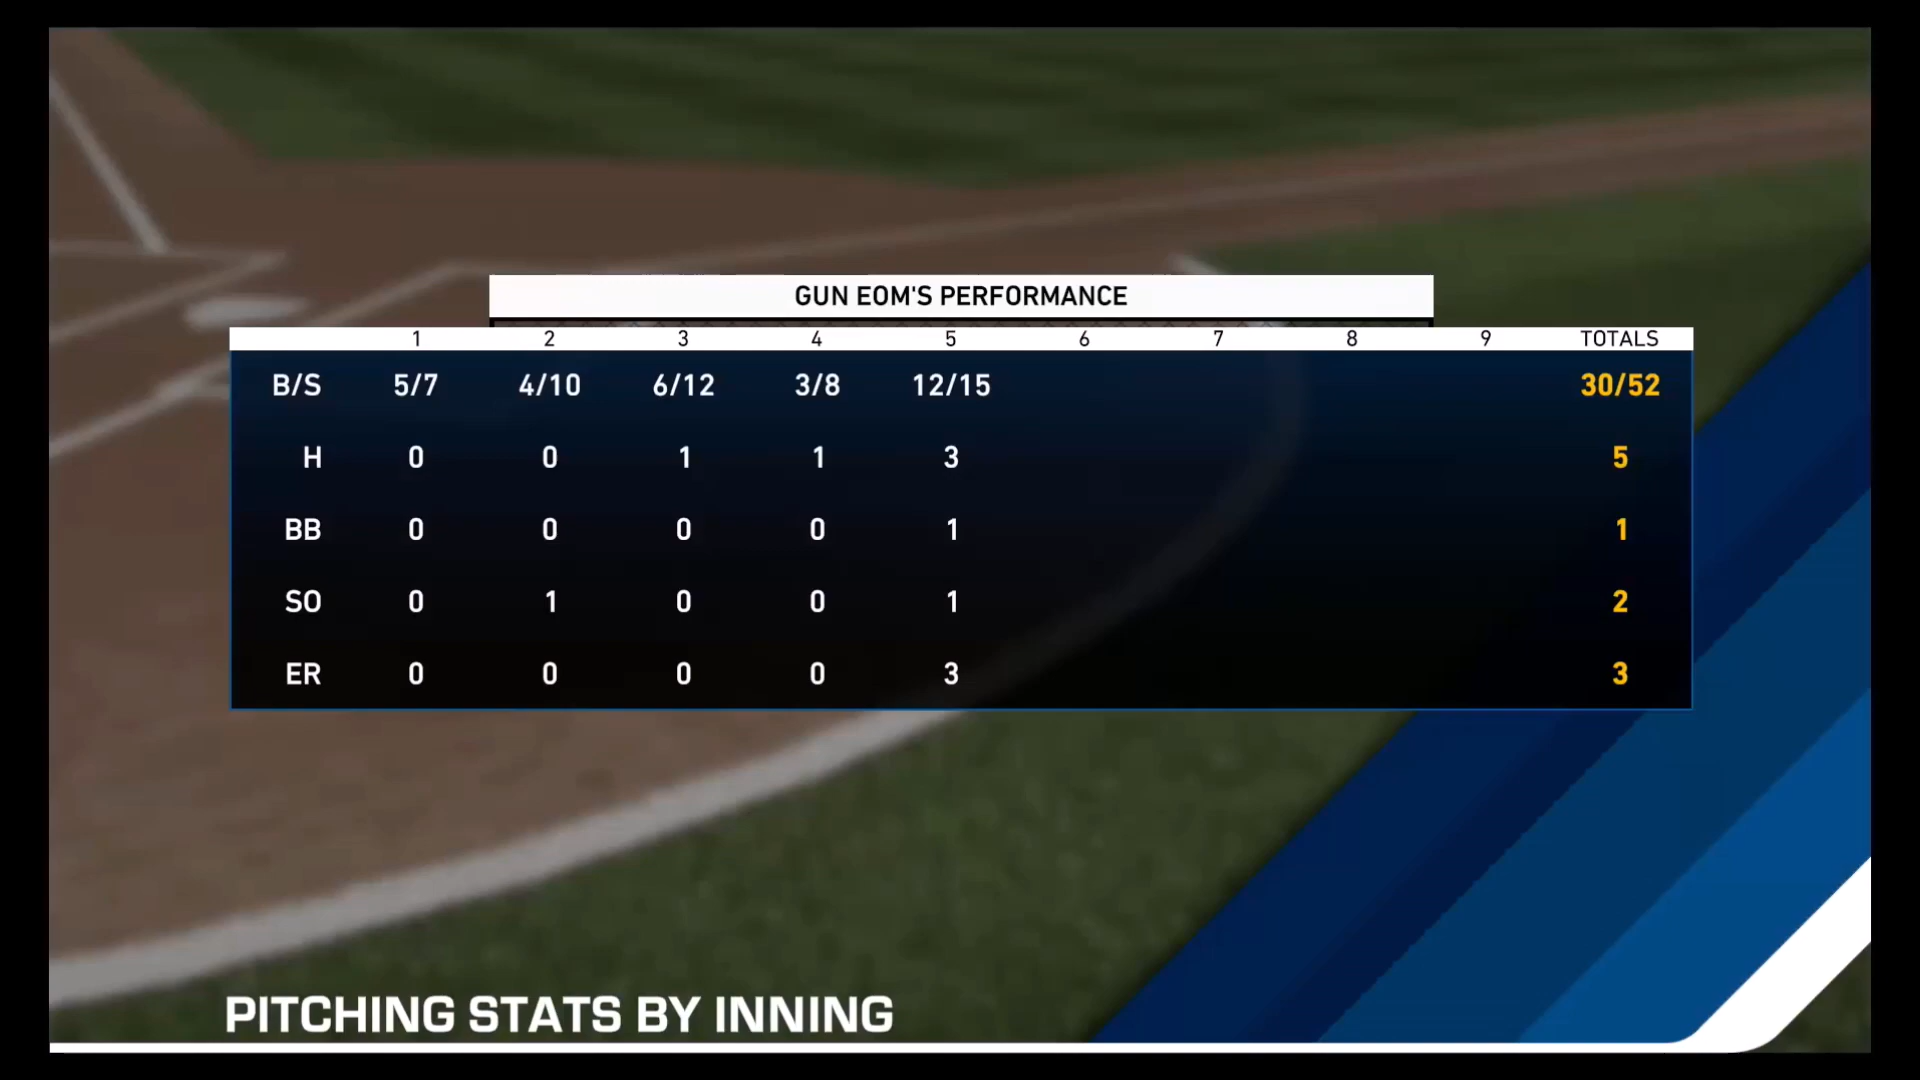 GUN EOM'S PERFORMANCE
1 2 3 4 5 6 7 8 9 TOTALS
B/S 5/7 4/10 6/12 3/8 12/15 30/52
H 0 0 1 1 3 5
BB 0 0 0 0 1 1
SO 0 1 0 0 1 2
ER 0 0 0 0 3 3
PITCHING STATS BY INNING